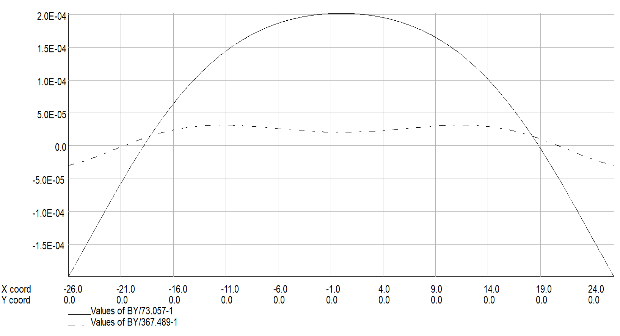 2.0E-04
1.5E-04
1.0E-04
5.0E-05
0.0
-5.0E-05
-1.0E-04
-1.5E-04
X coord -26.0 -21.0 -16.0 -11.0 -6.0 -1.0 4.0 9.0 14.0 19.0 24.0
Y coord 0.0 0.0 0.0 0.0 0.0 0.0 0.0 0.0 0.0 0.0 0.0
Values of BY/73.057-1
Values of BY/367.489-1